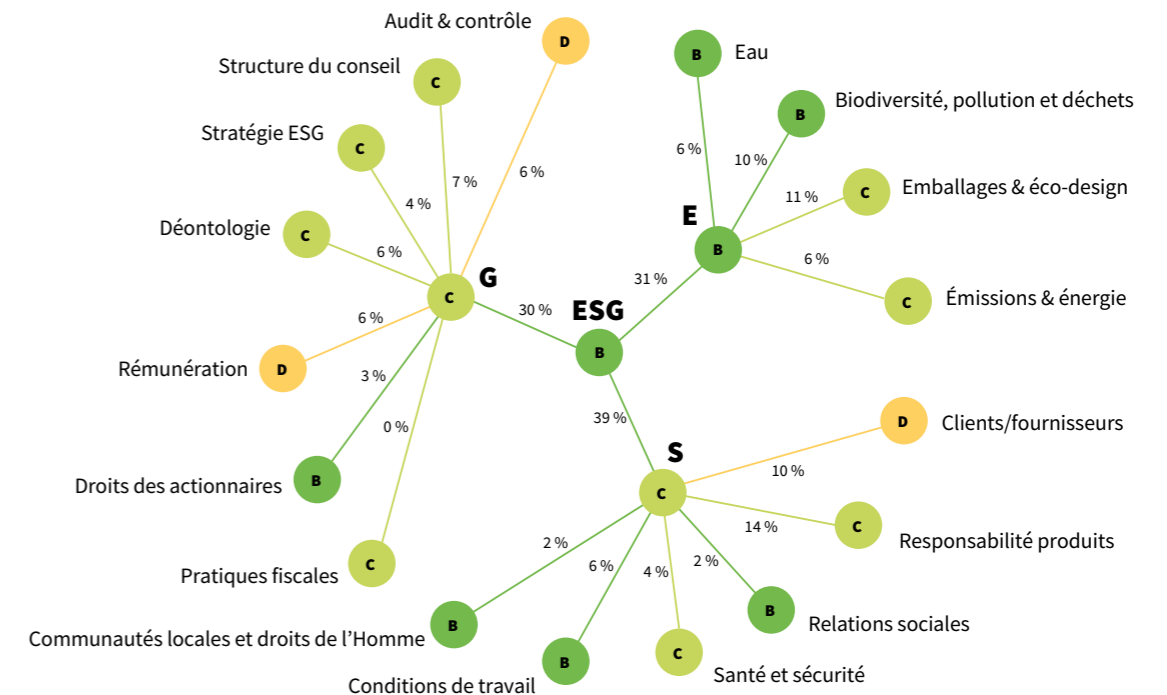 Audit & contrôle
D
Structure du conseil
C
Stratégie ESG
C
Déontologie
C
Rémunération
D
Droits des actionnaires
B
Pratiques fiscales
C
6 %
7 %
4 %
6 %
6 %
3 %
0 %
C
G
30 %
ESG
B
31 %
E
B
39 %
S
C
Eau
B
6 %
Biodiversité, pollution et déchets
B
10 %
Emballages & éco-design
C
11 %
Émissions & énergie
C
6 %
Clients/fournisseurs
D
10 %
Responsabilité produits
C
14 %
Relations sociales
B
2 %
Santé et sécurité
C
4 %
Conditions de travail
B
6 %
Communautés locales et droits de l’Homme
B
2 %